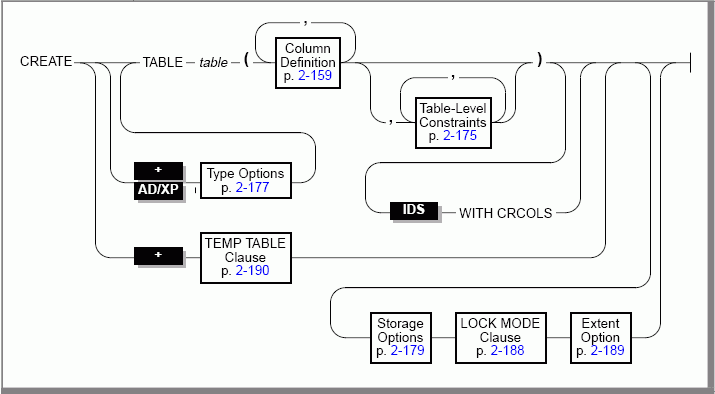 ,
CREATE TABLE table ( Column
Definition
p. 2-159 )
,
, Table-Level
Constraints
p. 2-175
+
AD/XP
Type Options
p. 2-177
IDS WITH CRCOLS
+
TEMP TABLE
Clause
p. 2-190
Storage
Options
p. 2-179
LOCK MODE
Clause
p. 2-188
Extent
Option
p. 2-189